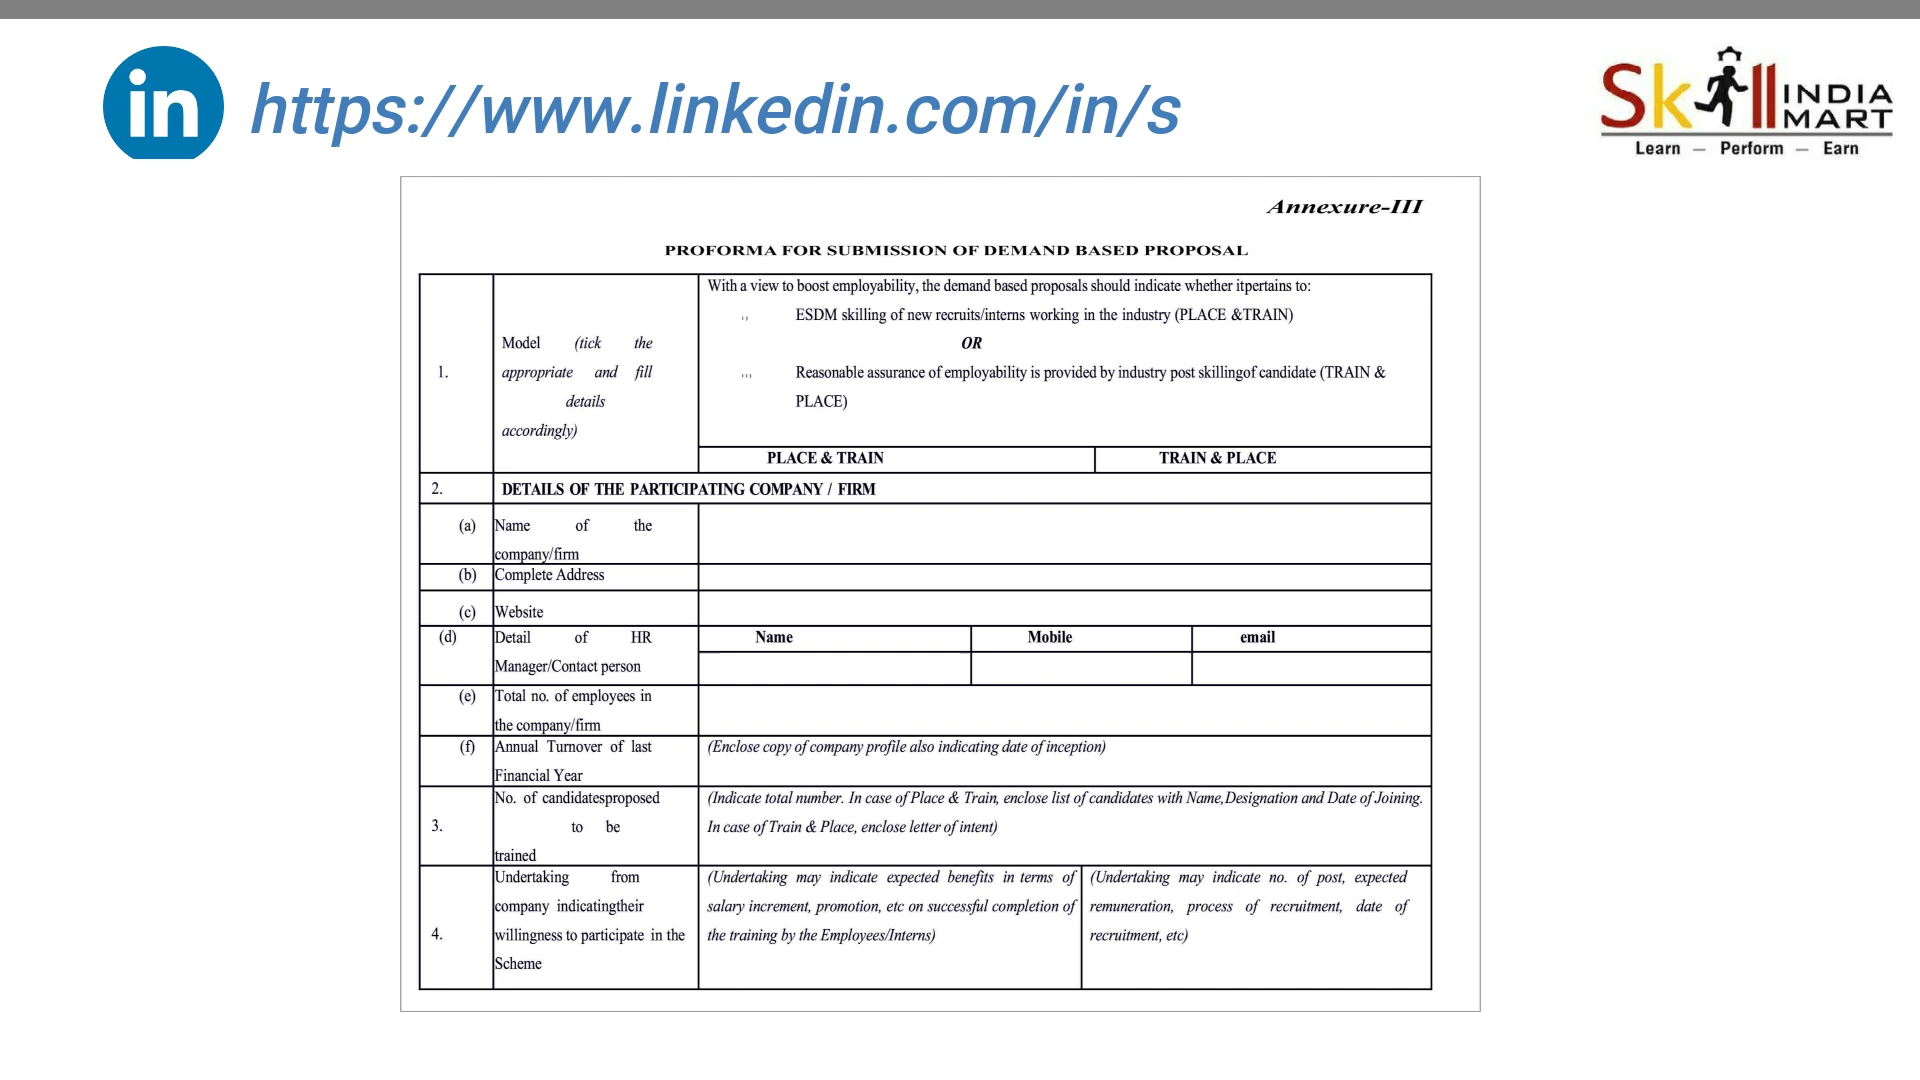 in https://www.linkedin.com/in/s
Skill INDIA MART
Learn — Perform — Earn
Annexure-III
PROFORMA FOR SUBMISSION OF DEMAND BASED PROPOSAL
1.
Model (tick the
appropriate and fill
details
accordingly)
With a view to boost employability, the demand based proposals should indicate whether itpertains to:
ESDM skilling of new recruits/interns working in the industry (PLACE &TRAIN)
OR
Reasonable assurance of employability is provided by industry post skillingof candidate (TRAIN &
PLACE)
PLACE & TRAIN TRAIN & PLACE
2. DETAILS OF THE PARTICIPATING COMPANY / FIRM
(a) Name of the
company/firm
(b) Complete Address
(c) Website
(d) Detail of HR
Manager/Contact person
Name Mobile email
(e) Total no. of employees in
the company/firm
(f) Annual Turnover of last
Financial Year
(Enclose copy of company profile also indicating date of inception)
3.
No. of candidatesproposed
to be
trained
(Indicate total number. In case of Place & Train, enclose list of candidates with Name,Designation and Date of Joining.
In case of Train & Place, enclose letter of intent)
4.
Undertaking from
company indicatingtheir
willingness to participate in the
Scheme
(Undertaking may indicate expected benefits in terms of
salary increment, promotion, etc on successful completion of
the training by the Employees/Interns)
(Undertaking may indicate no. of post, expected
remuneration, process of recruitment, date of
recruitment, etc)